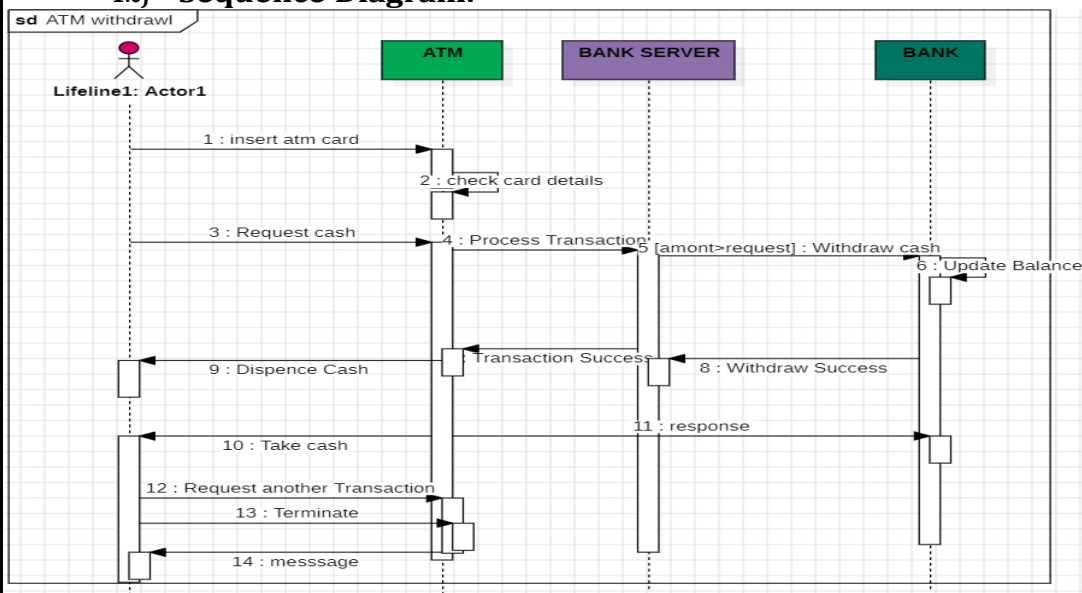 1.9) Sequence Diagram:
sd ATM withdrawl
ATM
BANK SERVER
BANK
Lifeline1: Actor1
1 : insert atm card
2 : check card details
3 : Request cash
4 : Process Transaction
5 [amont>request] : Withdraw cash
6 : Update Balance
: Transaction Success
8 : Withdraw Success
9 : Dispence Cash
11 : response
10 : Take cash
12 : Request another Transaction
13 : Terminate
14 : messsage